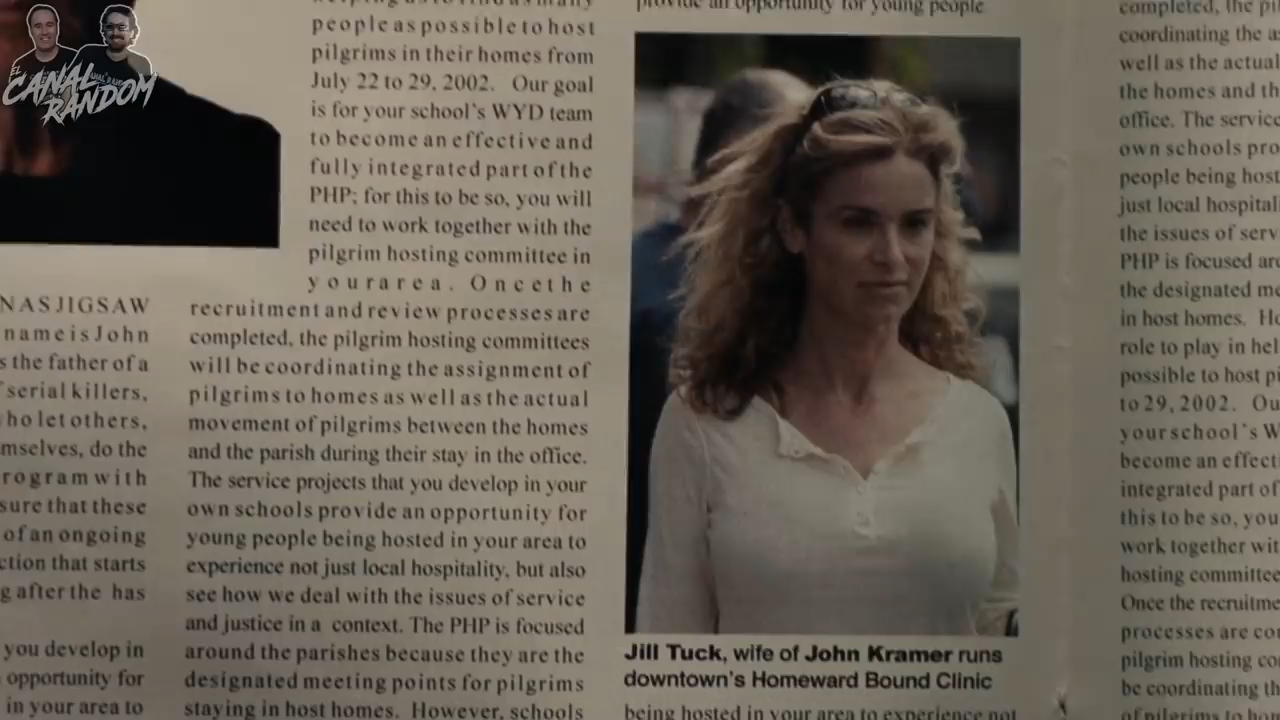 EL
CANAL
RANDOM
people as possible to host
pilgrims in their homes from
July 22 to 29, 2002. Our goal
is for your school's WYD team
to become an effective and
fully integrated part of the
PHP; for this to be so, you will
need to work together with the
pilgrim hosting committee in
your area. Once the
recruitment and review processes are
completed, the pilgrim hosting committees
will be coordinating the assignment of
pilgrims to homes as well as the actual
movement of pilgrims between the homes
and the parish during their stay in the office.
The service projects that you develop in your
own schools provide an opportunity for
young people being hosted in your area to
experience not just local hospitality, but also
see how we deal with the issues of service
and justice in a context. The PHP is focused
around the parishes because they are the
designated meeting points for pilgrims
staying in host homes. However, schools
NAS JIGSAW
name is John
s the father of a
serial killers,
ho let others,
mselves, do the
rogram with
sure that these
of an ongoing
ction that starts
g after the has
you develop in
opportunity for
in your area to
provide an opportunity for young people
Jill Tuck, wife of John Kramer runs
downtown's Homeward Bound Clinic
being hosted in your area to experience not
completed, the pil
coordinating the as
well as the actual
the homes and th
office. The service
own schools pro
people being host
just local hospitali
the issues of serv
PHP is focused aro
the designated me
in host homes. Ho
role to play in hel
possible to host pi
to 29, 2002. Ou
your school's W
become an effecti
integrated part of
this to be so, you
work together wit
hosting committee
Once the recruitme
processes are co
pilgrim hosting co
be coordinating th
of pilgrims to ho